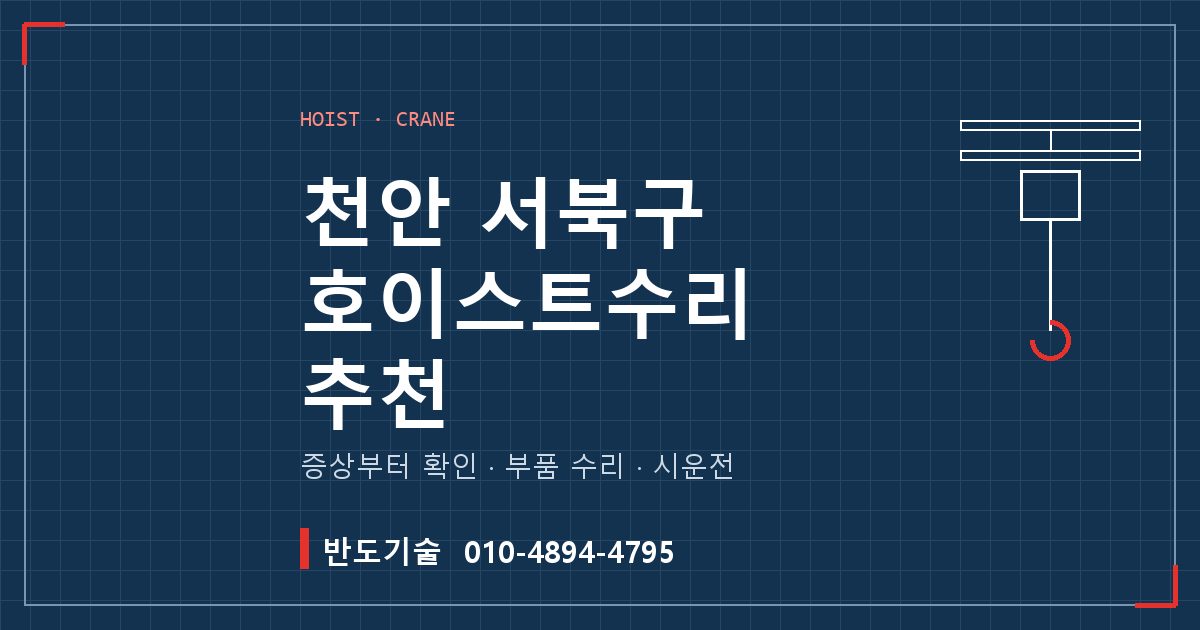 HOIST · CRANE
천안 서북구
호이스트수리
추천
증상부터 확인 · 부품 수리 · 시운전
반도기술 010-4894-4795